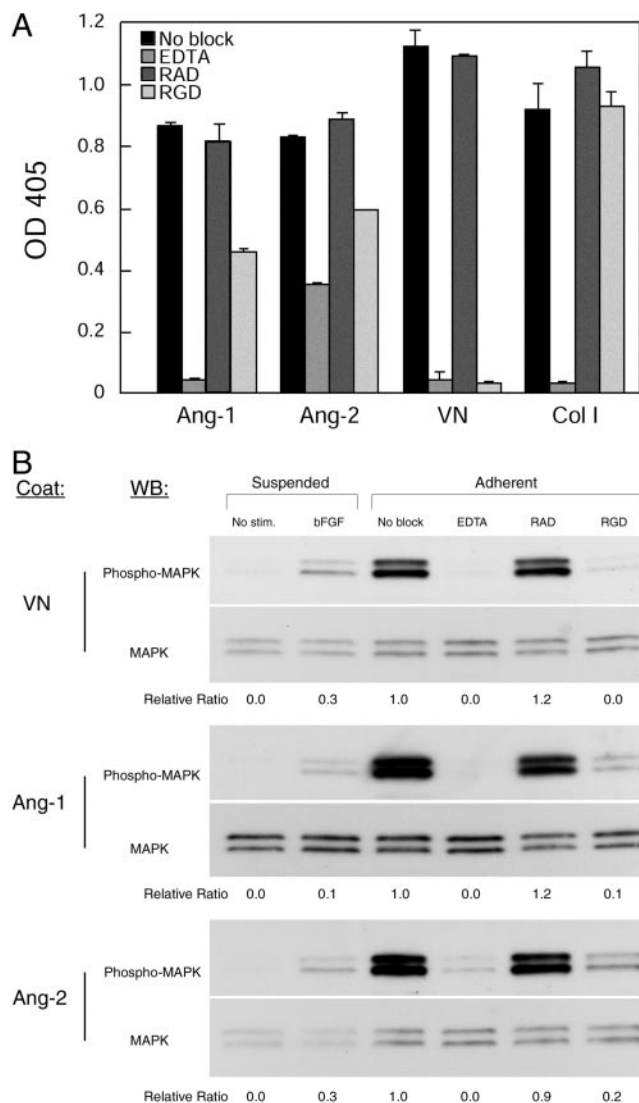 A
OD 405
1.2
1.0
0.8
0.6
0.4
0.2
0
No block
EDTA
RAD
RGD
Ang-1 Ang-2 VN Col I
B
Coat: WB: Suspended Adherent
No stim. bFGF No block EDTA RAD RGD
VN
Phospho-MAPK
MAPK
Relative Ratio 0.0 0.3 1.0 0.0 1.2 0.0
Ang-1
Phospho-MAPK
MAPK
Relative Ratio 0.0 0.1 1.0 0.0 1.2 0.1
Ang-2
Phospho-MAPK
MAPK
Relative Ratio 0.0 0.3 1.0 0.0 0.9 0.2